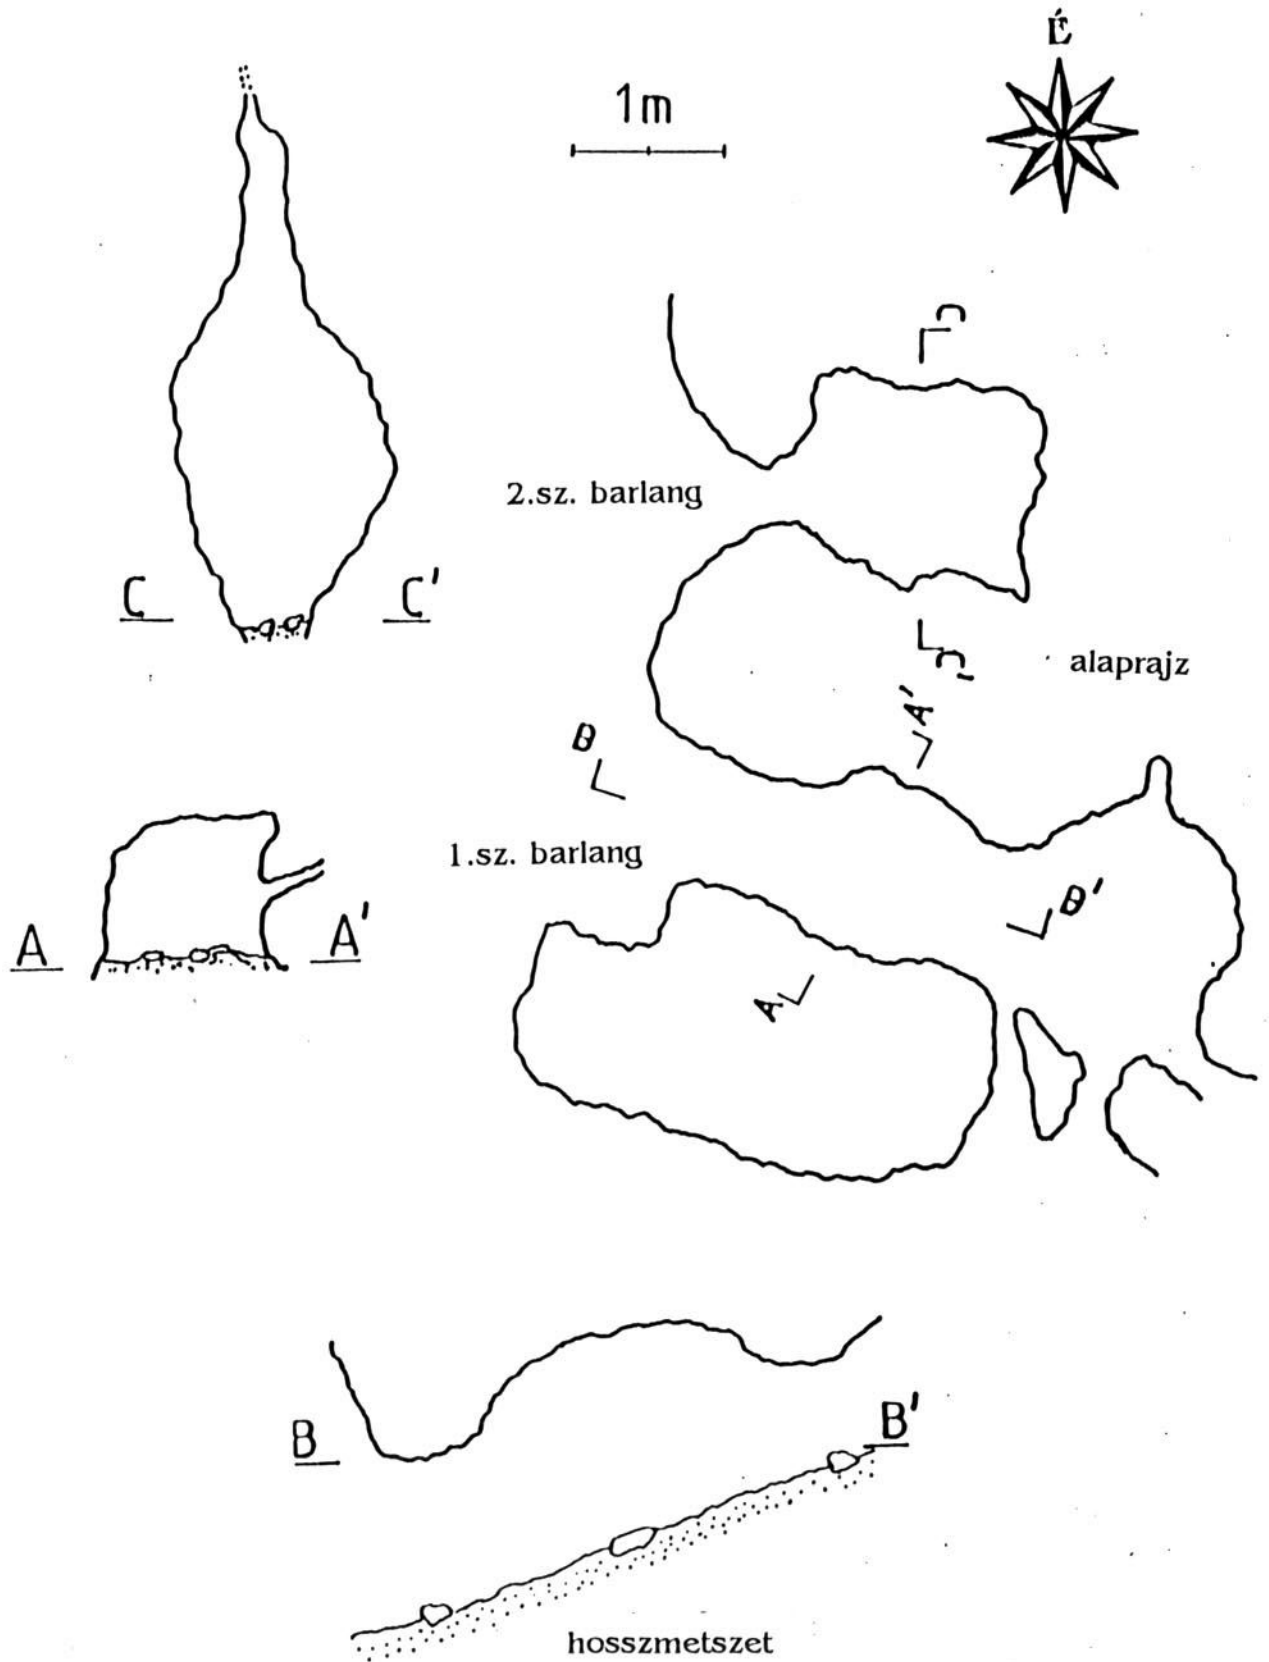 É
1m
C
2.sz. barlang
C
C'
C'
alaprajz
A'
B
1.sz. barlang
B'
A
A'
A
B
B'
hosszmetszet